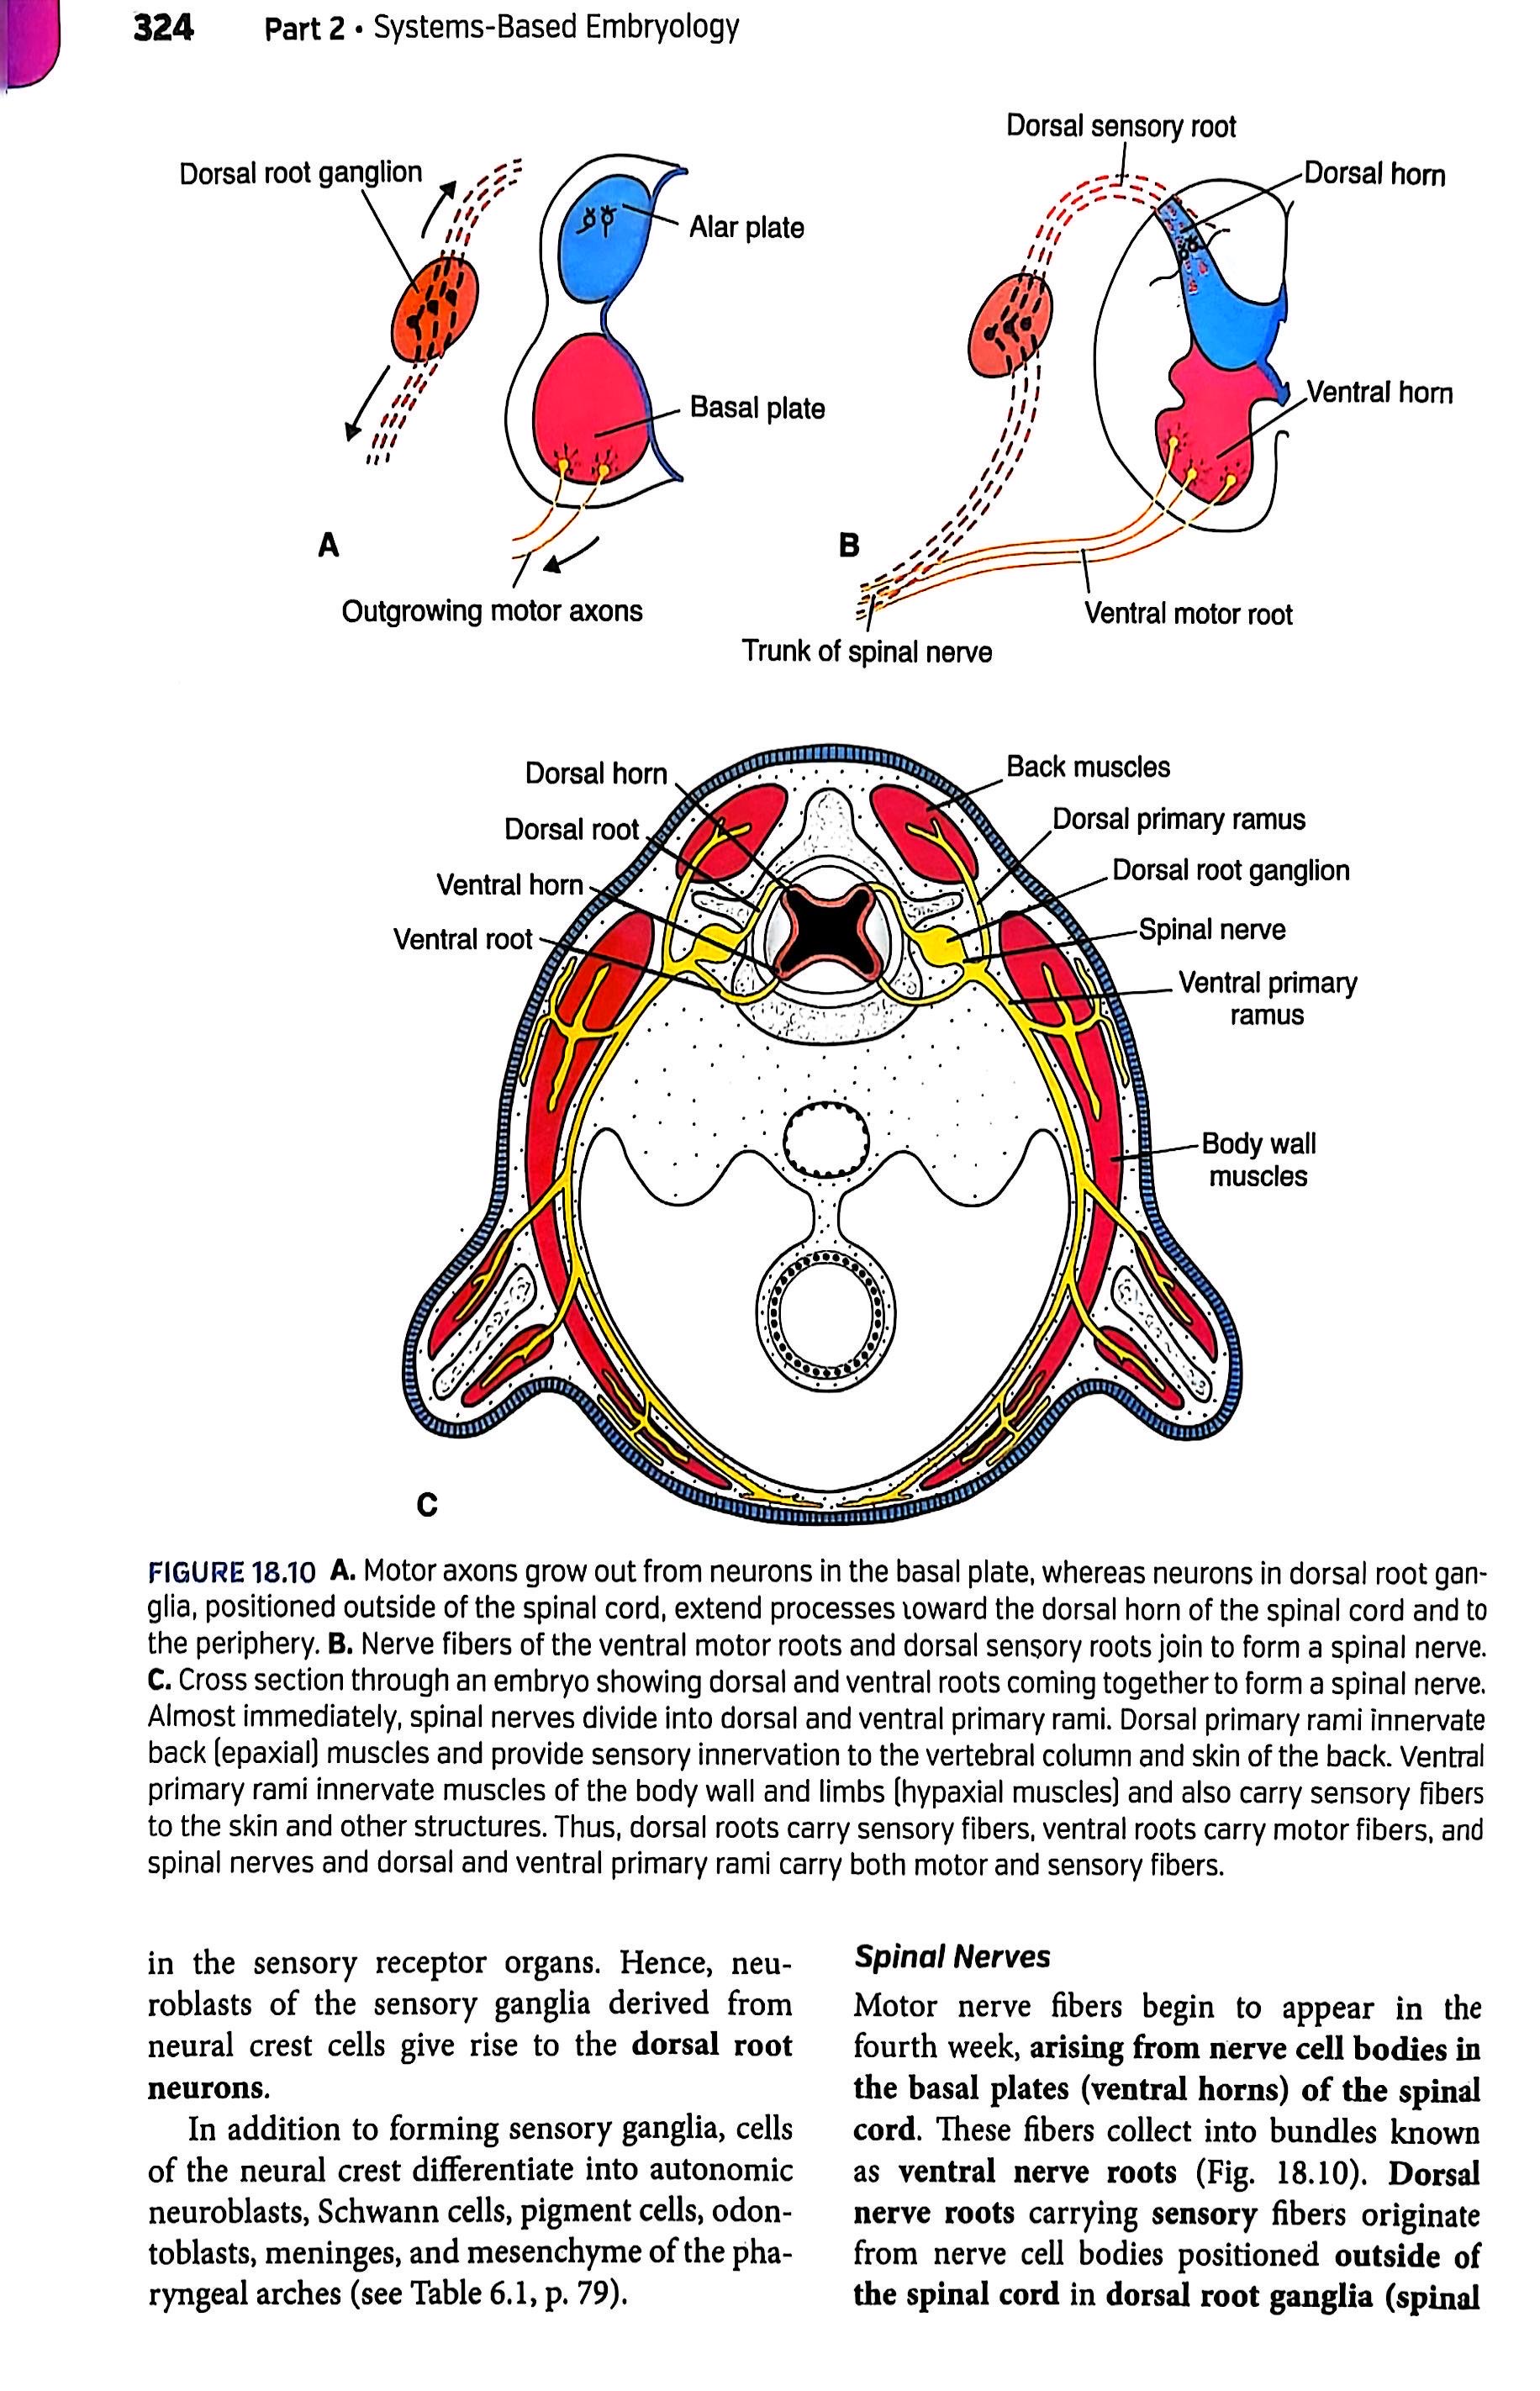 324 Part 2 • Systems-Based Embryology
Dorsal root ganglion
Alar plate
Basal plate
A
Outgrowing motor axons
Dorsal sensory root
Dorsal horn
Ventral horn
B
Ventral motor root
Trunk of spinal nerve
Dorsal horn
Dorsal root
Ventral horn
Ventral root
Back muscles
Dorsal primary ramus
Dorsal root ganglion
Spinal nerve
Ventral primary
ramus
Body wall
muscles
C
FIGURE 18.10 A. Motor axons grow out from neurons in the basal plate, whereas neurons in dorsal root gan-
glia, positioned outside of the spinal cord, extend processes toward the dorsal horn of the spinal cord and to
the periphery. B. Nerve fibers of the ventral motor roots and dorsal sensory roots join to form a spinal nerve.
C. Cross section through an embryo showing dorsal and ventral roots coming together to form a spinal nerve.
Almost immediately, spinal nerves divide into dorsal and ventral primary rami. Dorsal primary rami innervate
back (epaxial) muscles and provide sensory innervation to the vertebral column and skin of the back. Ventral
primary rami innervate muscles of the body wall and limbs (hypaxial muscles) and also carry sensory fibers
to the skin and other structures. Thus, dorsal roots carry sensory fibers, ventral roots carry motor fibers, and
spinal nerves and dorsal and ventral primary rami carry both motor and sensory fibers.
in the sensory receptor organs. Hence, neu-
roblasts of the sensory ganglia derived from
neural crest cells give rise to the dorsal root
neurons.
In addition to forming sensory ganglia, cells
of the neural crest differentiate into autonomic
neuroblasts, Schwann cells, pigment cells, odon-
toblasts, meninges, and mesenchyme of the pha-
ryngeal arches (see Table 6.1, p. 79).
Spinal Nerves
Motor nerve fibers begin to appear in the
fourth week, arising from nerve cell bodies in
the basal plates (ventral horns) of the spinal
cord. These fibers collect into bundles known
as ventral nerve roots (Fig. 18.10). Dorsal
nerve roots carrying sensory fibers originate
from nerve cell bodies positioned outside of
the spinal cord in dorsal root ganglia (spinal